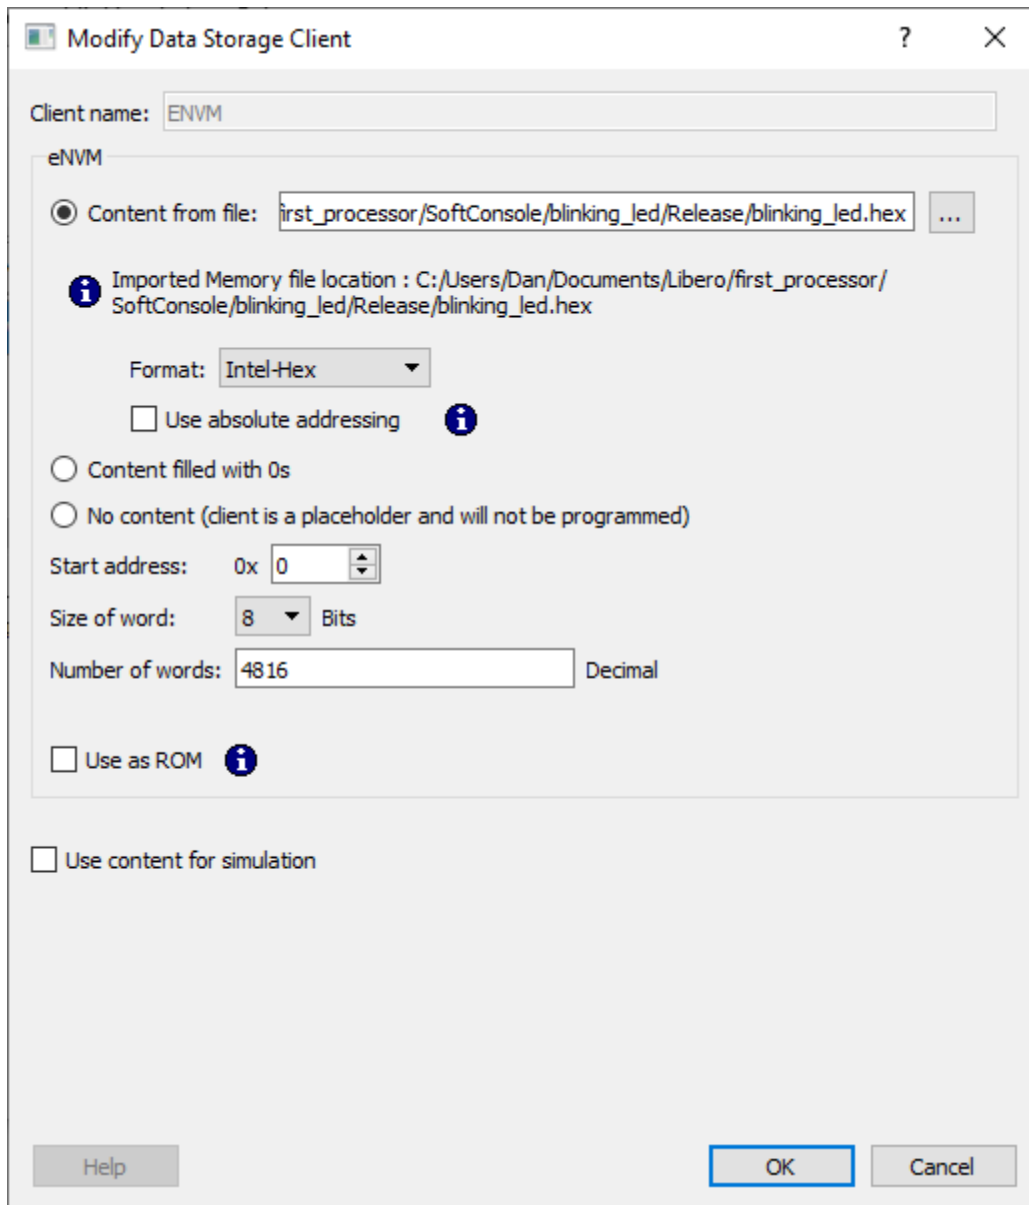 Modify Data Storage Client
?
Client name: ENVM
eNVM
Content from file: irst_processor/SoftConsole/blinking_led/Release/blinking_led.hex ...
Imported Memory file location : C:/Users/Dan/Documents/Libero/first_processor/
SoftConsole/blinking_led/Release/blinking_led.hex
Format: Intel-Hex
Use absolute addressing
Content filled with 0s
No content (client is a placeholder and will not be programmed)
Start address: 0x 0
Size of word: 8 Bits
Number of words: 4816 Decimal
Use as ROM
Use content for simulation
Help OK Cancel